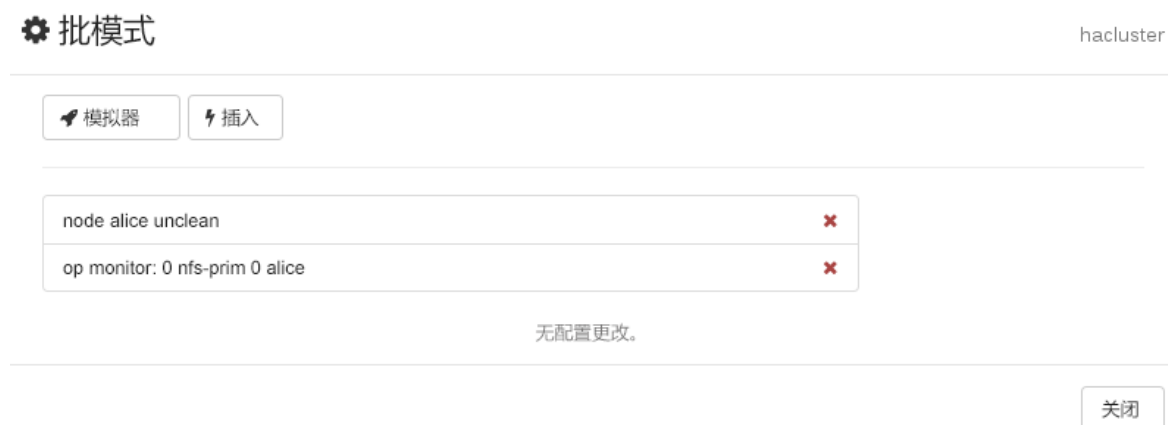 批模式
hacluster
模拟器
插入
node alice unclean
op monitor: 0 nfs-prim 0 alice
无配置更改。
关闭